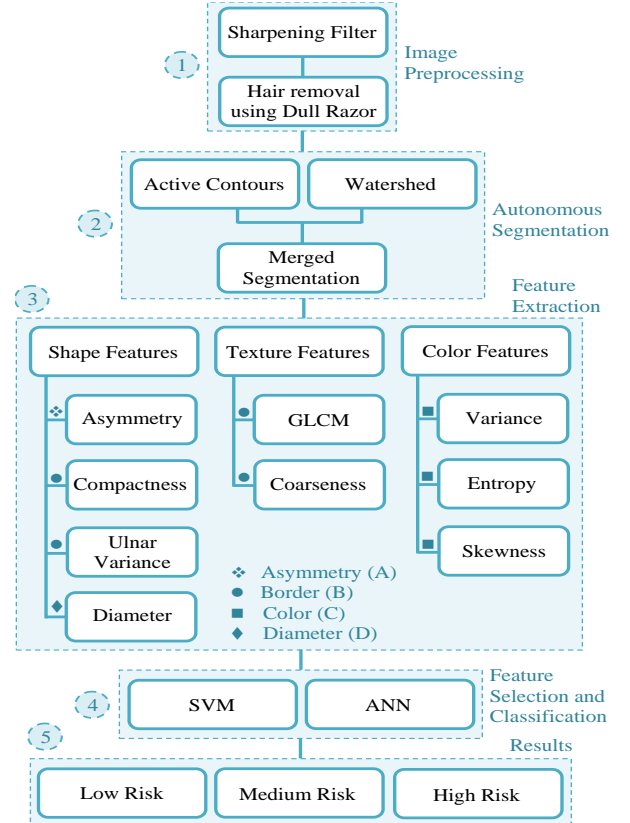 Sharpening Filter
1
Image
Preprocessing
Hair removal
using Dull Razor
Active Contours
Watershed
2
Autonomous
Segmentation
Merged
Segmentation
3
Feature
Extraction
Shape Features
Texture Features
Color Features
Asymmetry
GLCM
Variance
Compactness
Coarseness
Entropy
Ulnar
Variance
Skewness
Diameter
Asymmetry (A)
Border (B)
Color (C)
Diameter (D)
4
SVM
ANN
Feature
Selection and
Classification
5
Results
Low Risk
Medium Risk
High Risk